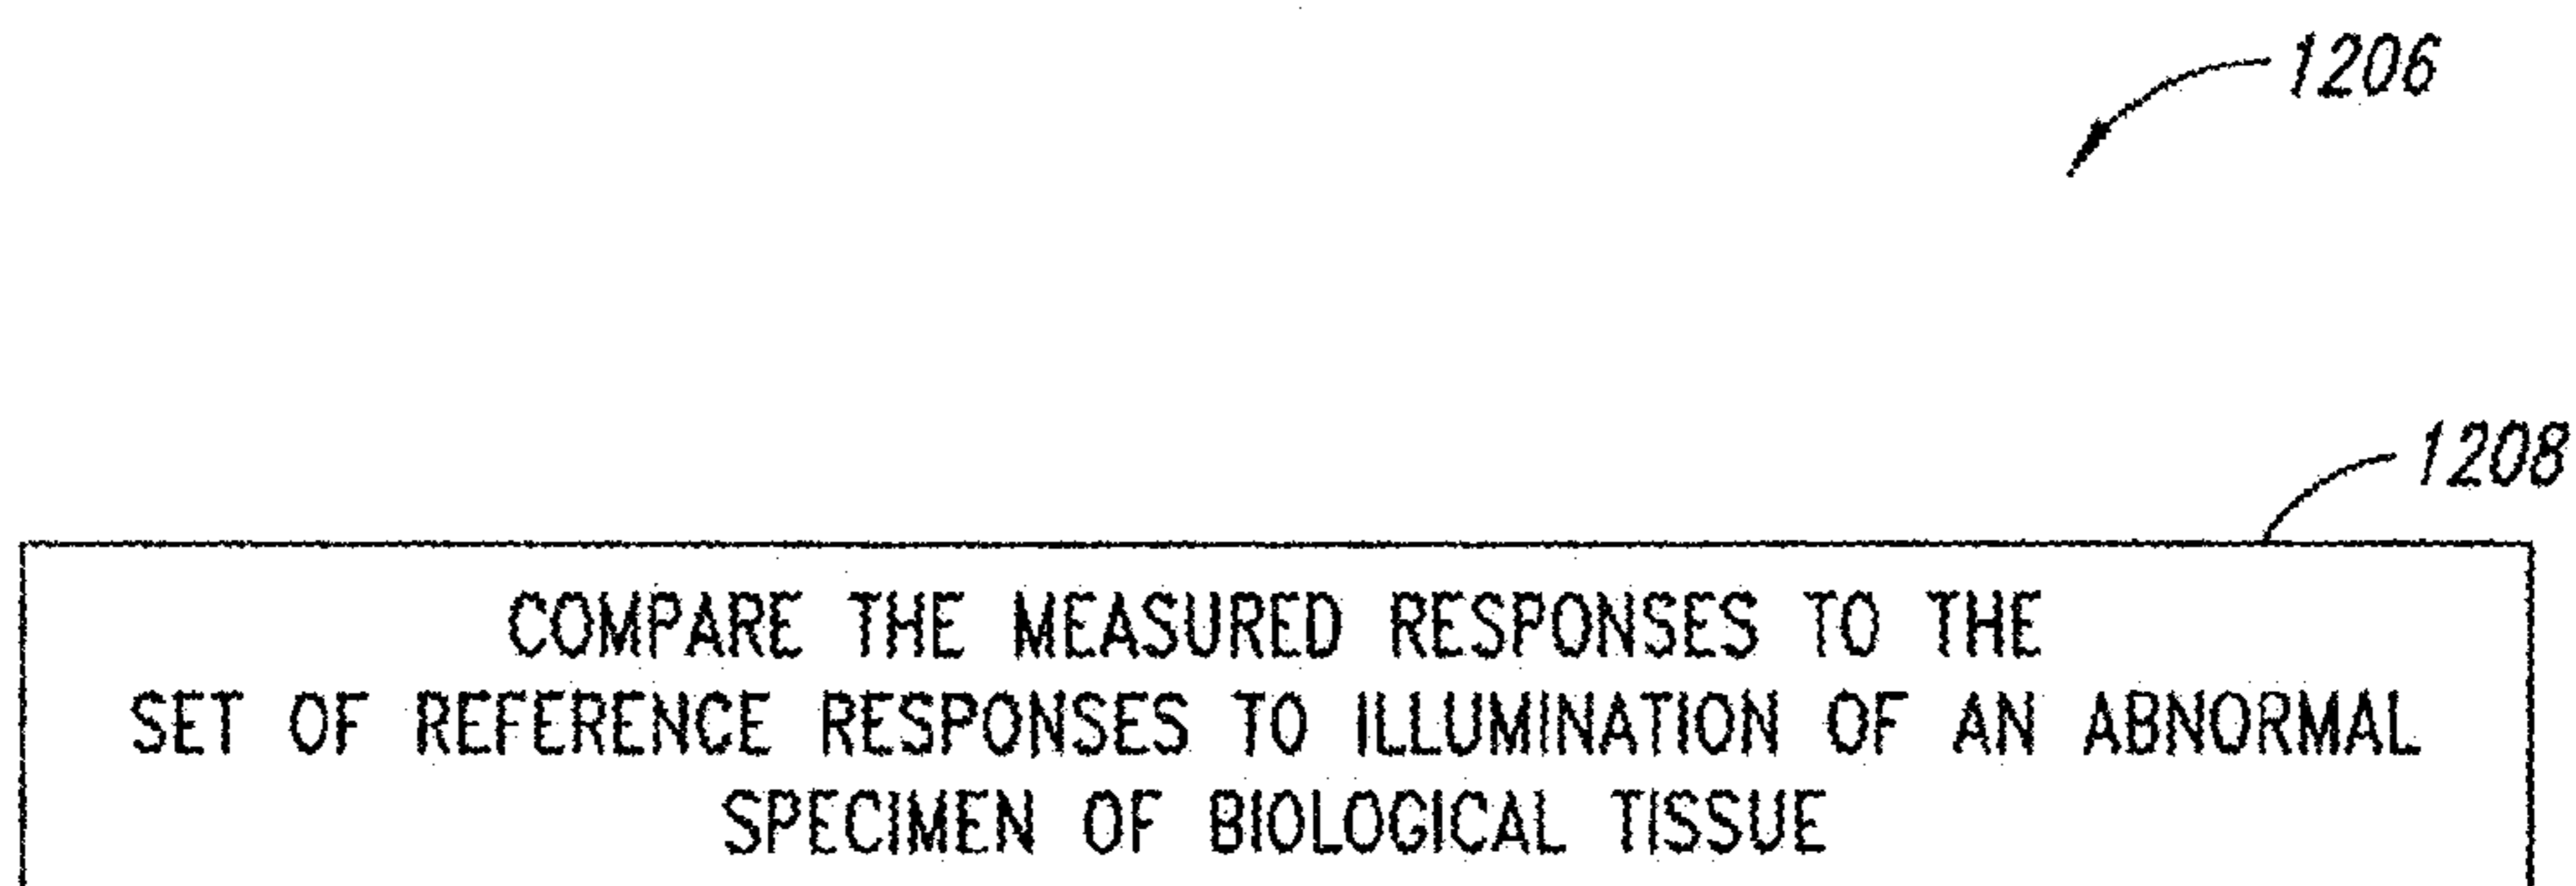 1206
1208
COMPARE THE MEASURED RESPONSES TO THE
SET OF REFERENCE RESPONSES TO ILLUMINATION OF AN ABNORMAL
SPECIMEN OF BIOLOGICAL TISSUE